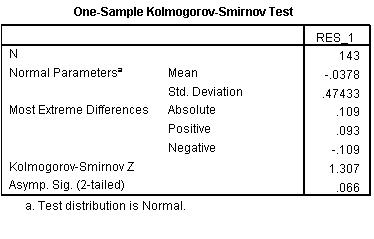 One-Sample Kolmogorov-Smirnov Test
RES_1
N 143
Normal Parametersa Mean -.0378
Std. Deviation .47433
Most Extreme Differences Absolute .109
Positive .093
Negative -.109
Kolmogorov-Smirnov Z 1.307
Asymp. Sig. (2-tailed) .066
a. Test distribution is Normal.